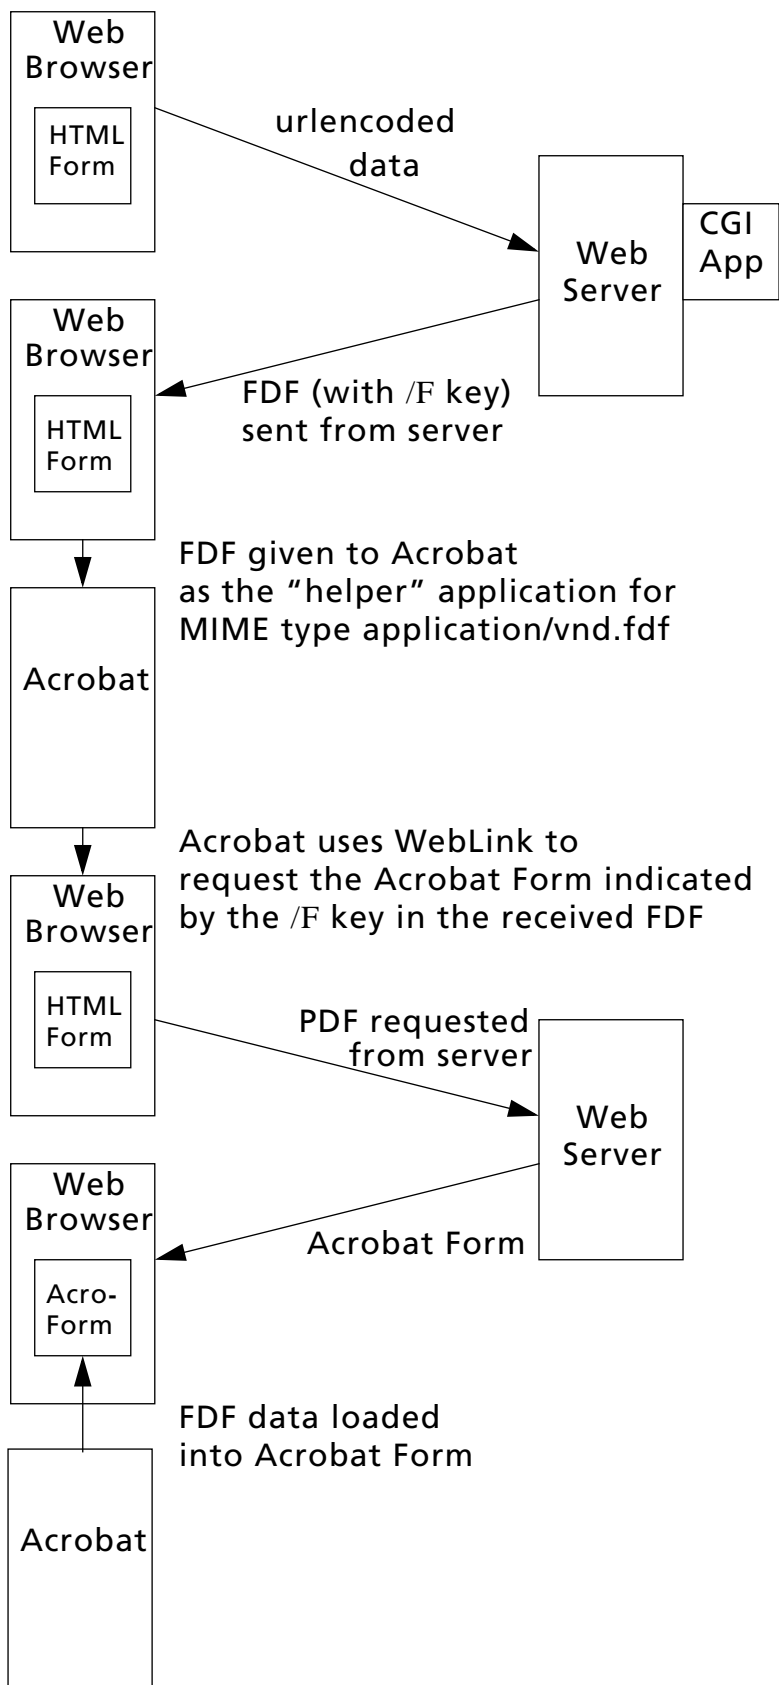 Web
Browser
HTML
Form
urlencoded
data
Web
Server
CGI
App
Web
Browser
HTML
Form
FDF (with /F key)
sent from server
FDF given to Acrobat
as the “helper” application for
MIME type application/vnd.fdf
Acrobat
Acrobat uses WebLink to
request the Acrobat Form indicated
by the /F key in the received FDF
Web
Browser
HTML
Form
PDF requested
from server
Web
Server
Web
Browser
Acro-
Form
Acrobat Form
FDF data loaded
into Acrobat Form
Acrobat